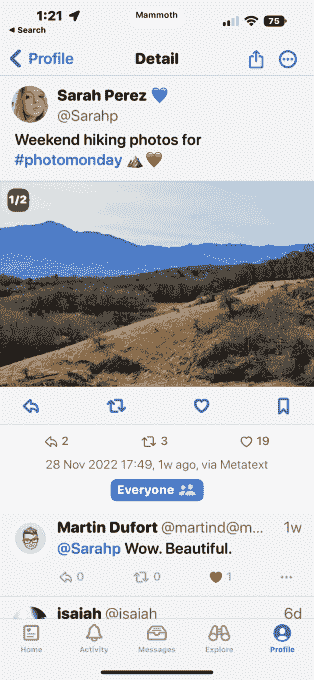 1:21 Mammoth 75
Search
Profile Detail
Sarah Perez
@Sarahp
Weekend hiking photos for
#photomonday
1/2
2 3 19
28 Nov 2022 17:49, 1w ago, via Metatext
Everyone
Martin Dufort @martind@m... 1w
@Sarahp Wow. Beautiful.
0 0 1
isaiah @isaiah 6d
Home Activity Messages Explore Profile